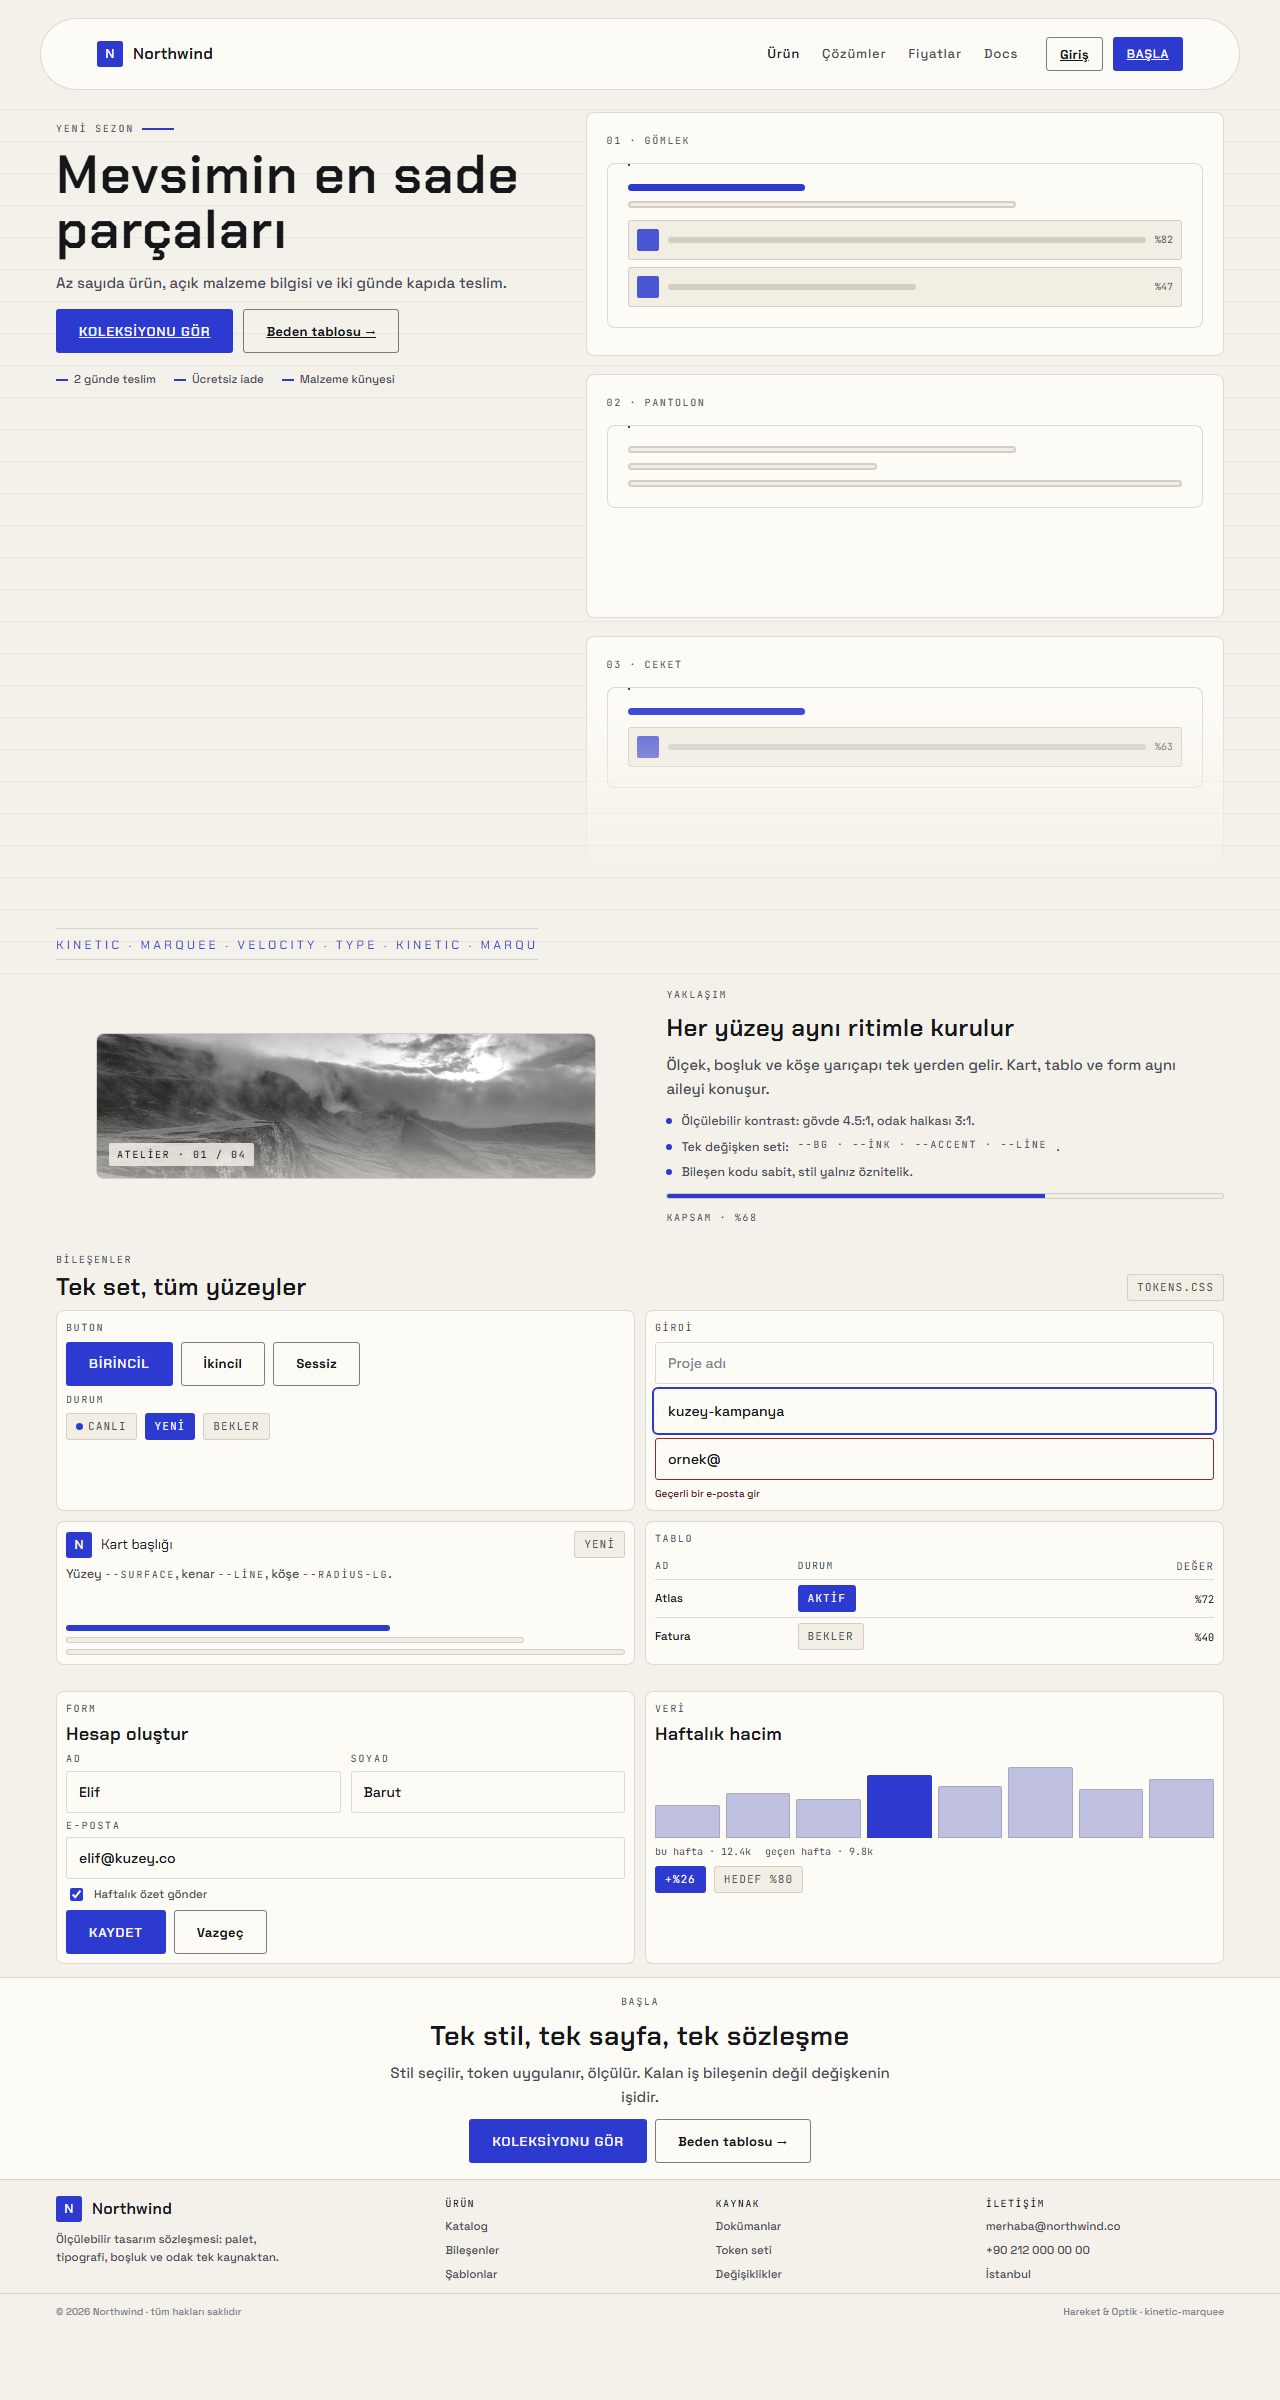 N Northwind
Ürün Çözümler Fiyatlar Docs Giriş BAŞLA
YENİ SEZON
Mevsimin en sade
parçaları
Az sayıda ürün, açık malzeme bilgisi ve iki günde kapıda teslim.
KOLEKSİYONU GÖR Beden tablosu →
2 günde teslim Ücretsiz iade Malzeme künyesi
01 · GÖMLEK
%82
%47
02 · PANTOLON
03 · CEKET
%63
KINETIC · MARQUEE · VELOCITY · TYPE · KINETIC · MARQU
ATELİER · 01 / 04
YAKLAŞIM
Her yüzey aynı ritimle kurulur
Ölçek, boşluk ve köşe yarıçapı tek yerden gelir. Kart, tablo ve form aynı
aileyi konuşur.
Ölçülebilir kontrast: gövde 4.5:1, odak halkası 3:1.
Tek değişken seti: --BG · --İNK · --ACCENT · --LİNE .
Bileşen kodu sabit, stil yalnız öznitelik.
KAPSAM · %68
BİLEŞENLER
Tek set, tüm yüzeyler
TOKENS.CSS
BUTON
BİRİNCİL İkincil Sessiz
DURUM
CANLI YENİ BEKLER
GİRDİ
Proje adı
kuzey-kampanya
ornek@
Geçerli bir e-posta gir
N Kart başlığı YENİ
Yüzey --SURFACE, kenar --LİNE, köşe --RADİUS-LG.
TABLO
AD DURUM DEĞER
Atlas AKTİF %72
Fatura BEKLER %40
FORM
Hesap oluştur
AD SOYAD
Elif Barut
E-POSTA
elif@kuzey.co
Haftalık özet gönder
KAYDET Vazgeç
VERİ
Haftalık hacim
bu hafta · 12.4k geçen hafta · 9.8k
+%26 HEDEF %80
BAŞLA
Tek stil, tek sayfa, tek sözleşme
Stil seçilir, token uygulanır, ölçülür. Kalan iş bileşenin değil değişkenin
işidir.
KOLEKSİYONU GÖR Beden tablosu →
N Northwind
Ölçülebilir tasarım sözleşmesi: palet,
tipografi, boşluk ve odak tek kaynaktan.
ÜRÜN
Katalog
Bileşenler
Şablonlar
KAYNAK
Dokümanlar
Token seti
Değişiklikler
İLETİŞİM
merhaba@northwind.co
+90 212 000 00 00
İstanbul
© 2026 Northwind · tüm hakları saklıdır
Hareket & Optik · kinetic-marquee